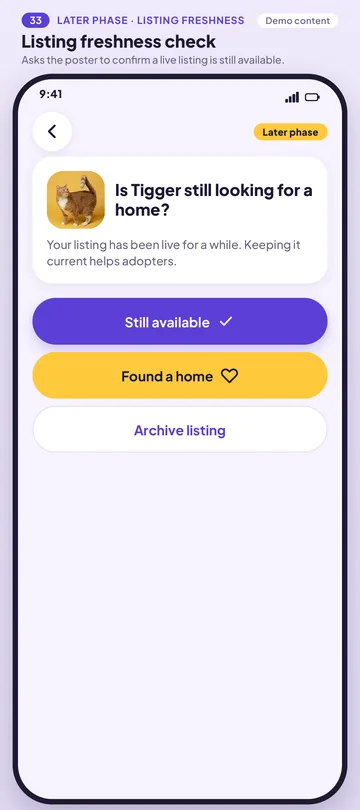 33 LATER PHASE · LISTING FRESHNESS Demo content
Listing freshness check
Asks the poster to confirm a live listing is still available.
9:41
Later phase
Is Tigger still looking for a
home?
Your listing has been live for a while. Keeping it
current helps adopters.
Still available
Found a home
Archive listing